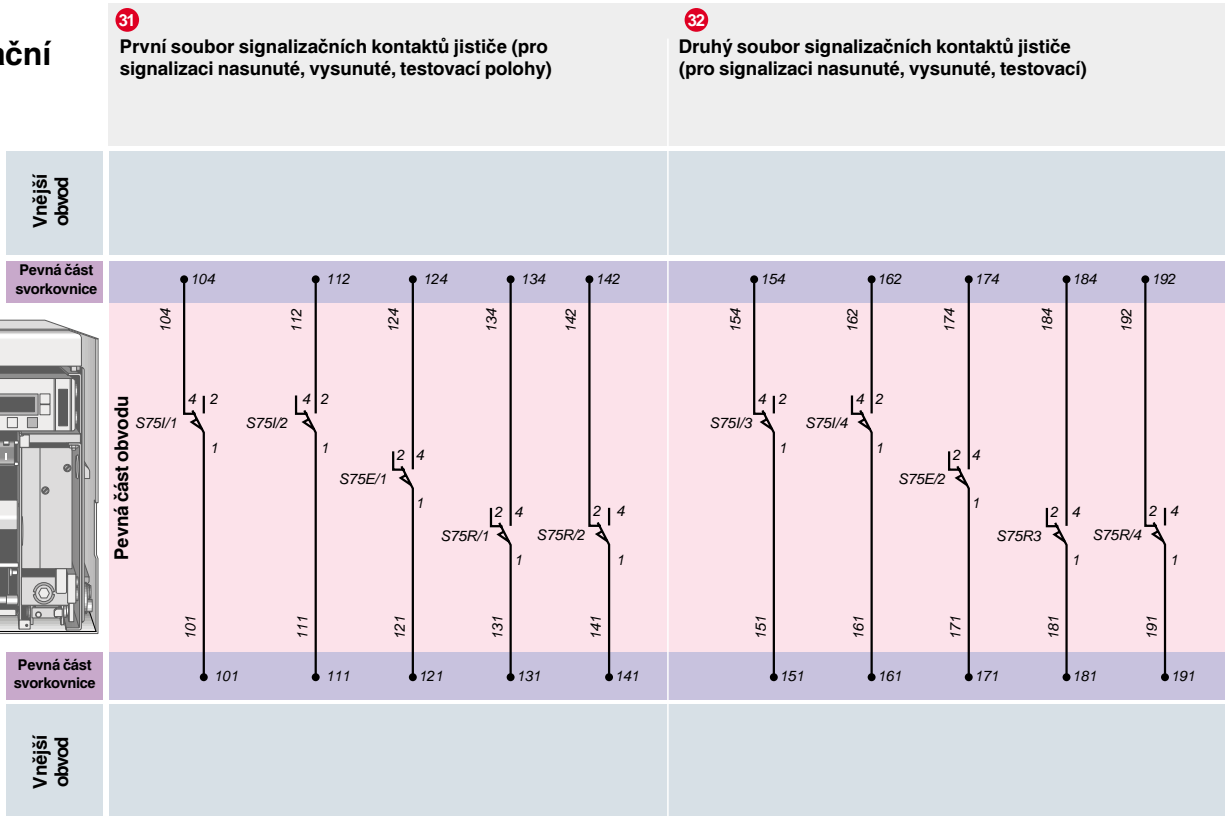 ační
31
První soubor signalizačních kontaktů jističe (pro
signalizaci nasunuté, vysunuté, testovací polohy)
32
Druhý soubor signalizačních kontaktů jističe
(pro signalizaci nasunuté, vysunuté, testovací)
Vnější
obvod
Pevná část
svorkovnice
104 112 124 134 142 154 162 174 184 192
104 112 124 134 142 154 162 174 184 192
Pevná část obvodu
4 2 4 2 4 2 4 2
S75I/1 S75I/2 S75I/3 S75I/4
1 1 1 1
2 4 2 4
S75E/1 S75E/2
1 1
2 4 2 4 2 4 2 4
S75R/1 S75R/2 S75R3 S75R/4
1 1 1 1
101 111 121 131 141 151 161 171 181 191
Pevná část
svorkovnice
101 111 121 131 141 151 161 171 181 191
Vnější
obvod